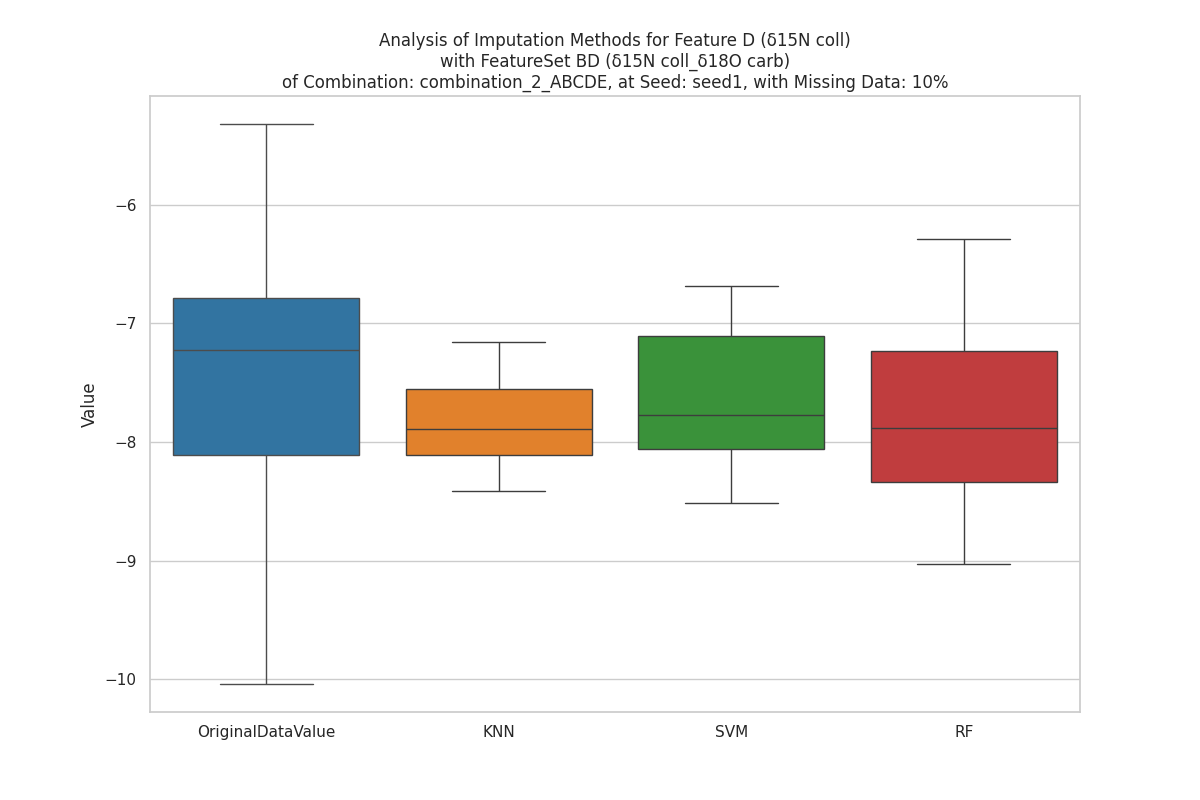 Analysis of Imputation Methods for Feature D (δ15N coll)
with FeatureSet BD (δ15N coll_δ18O carb)
of Combination: combination_2_ABCDE, at Seed: seed1, with Missing Data: 10%
−6
−7
−8
−9
−10
Value
OriginalDataValue
KNN
SVM
RF